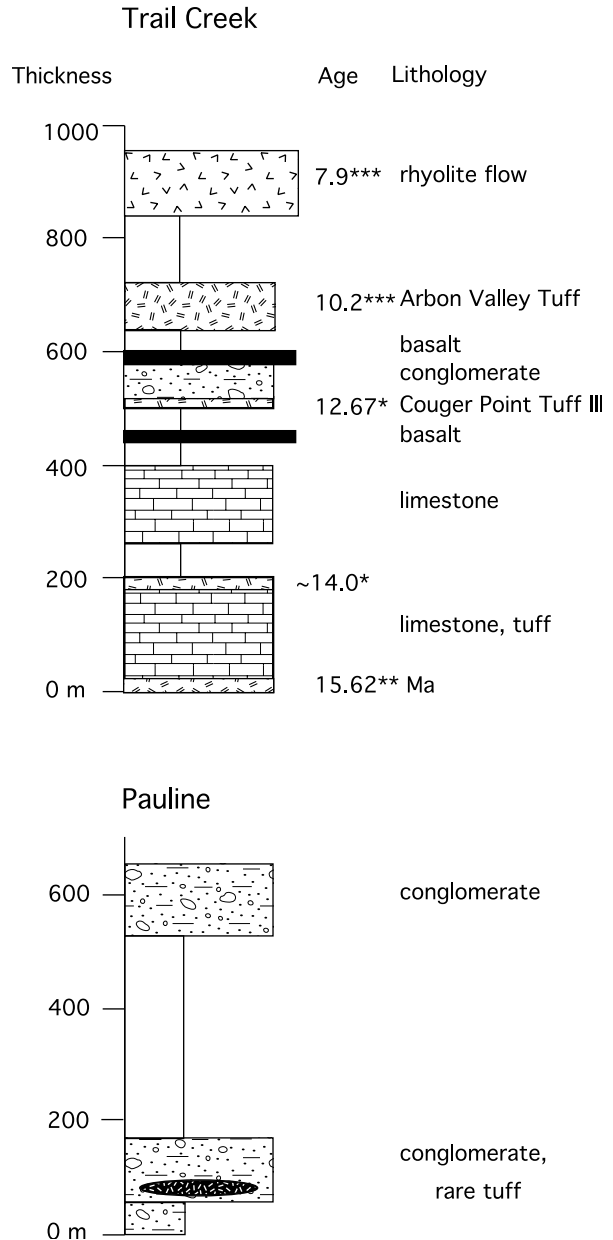 Trail Creek
Thickness Age Lithology
1000
7.9*** rhyolite flow
800
10.2*** Arbon Valley Tuff
600
basalt
conglomerate
12.67* Couger Point Tuff III
basalt
400
limestone
200
~14.0*
limestone, tuff
0 m
15.62** Ma
Pauline
600
conglomerate
400
200
conglomerate,
rare tuff
0 m